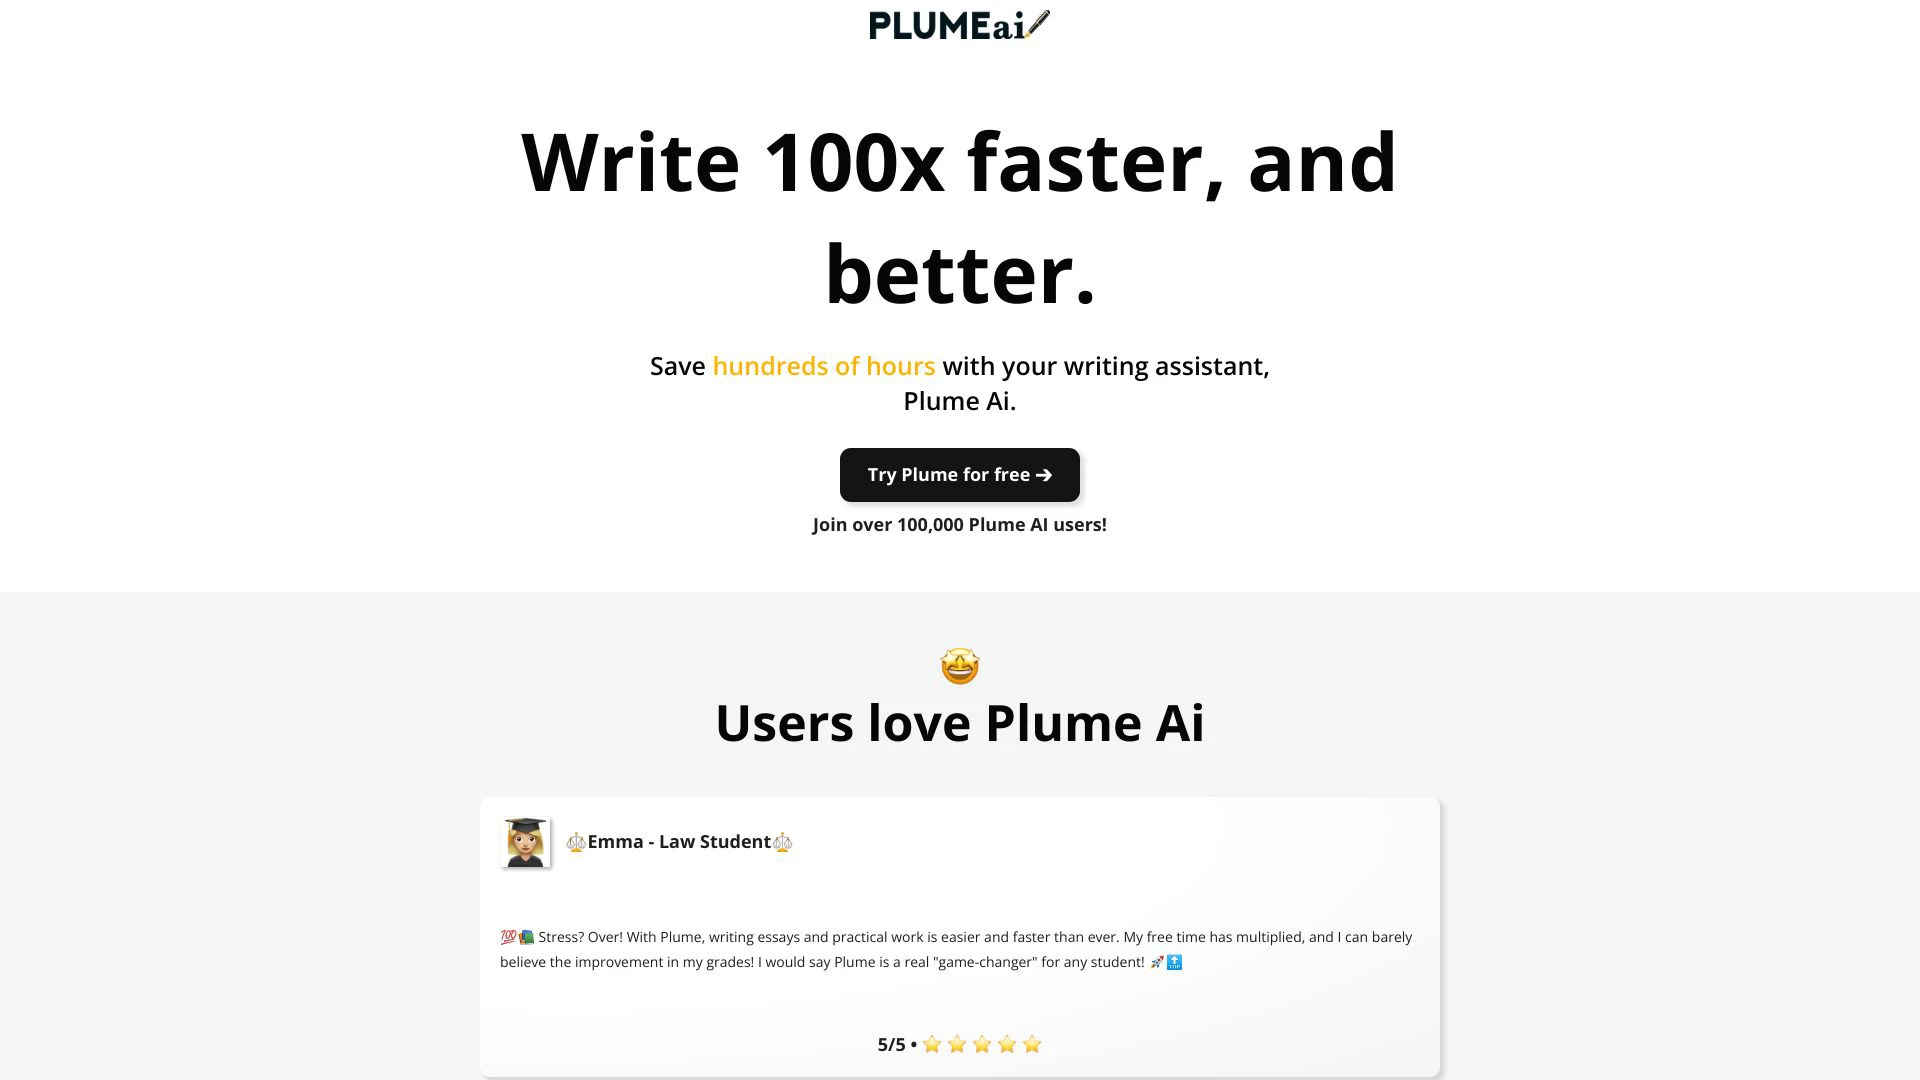 PLUMEai
Write 100x faster, and
better.
Save hundreds of hours with your writing assistant,
Plume Ai.
Try Plume for free ➔
Join over 100,000 Plume AI users!
🤩
Users love Plume Ai
⚖️Emma - Law Student⚖️
💯📚 Stress? Over! With Plume, writing essays and practical work is easier and faster than ever. My free time has multiplied, and I can barely
believe the improvement in my grades! I would say Plume is a real "game-changer" for any student! 🚀🔝
5/5 • ⭐ ⭐ ⭐ ⭐ ⭐